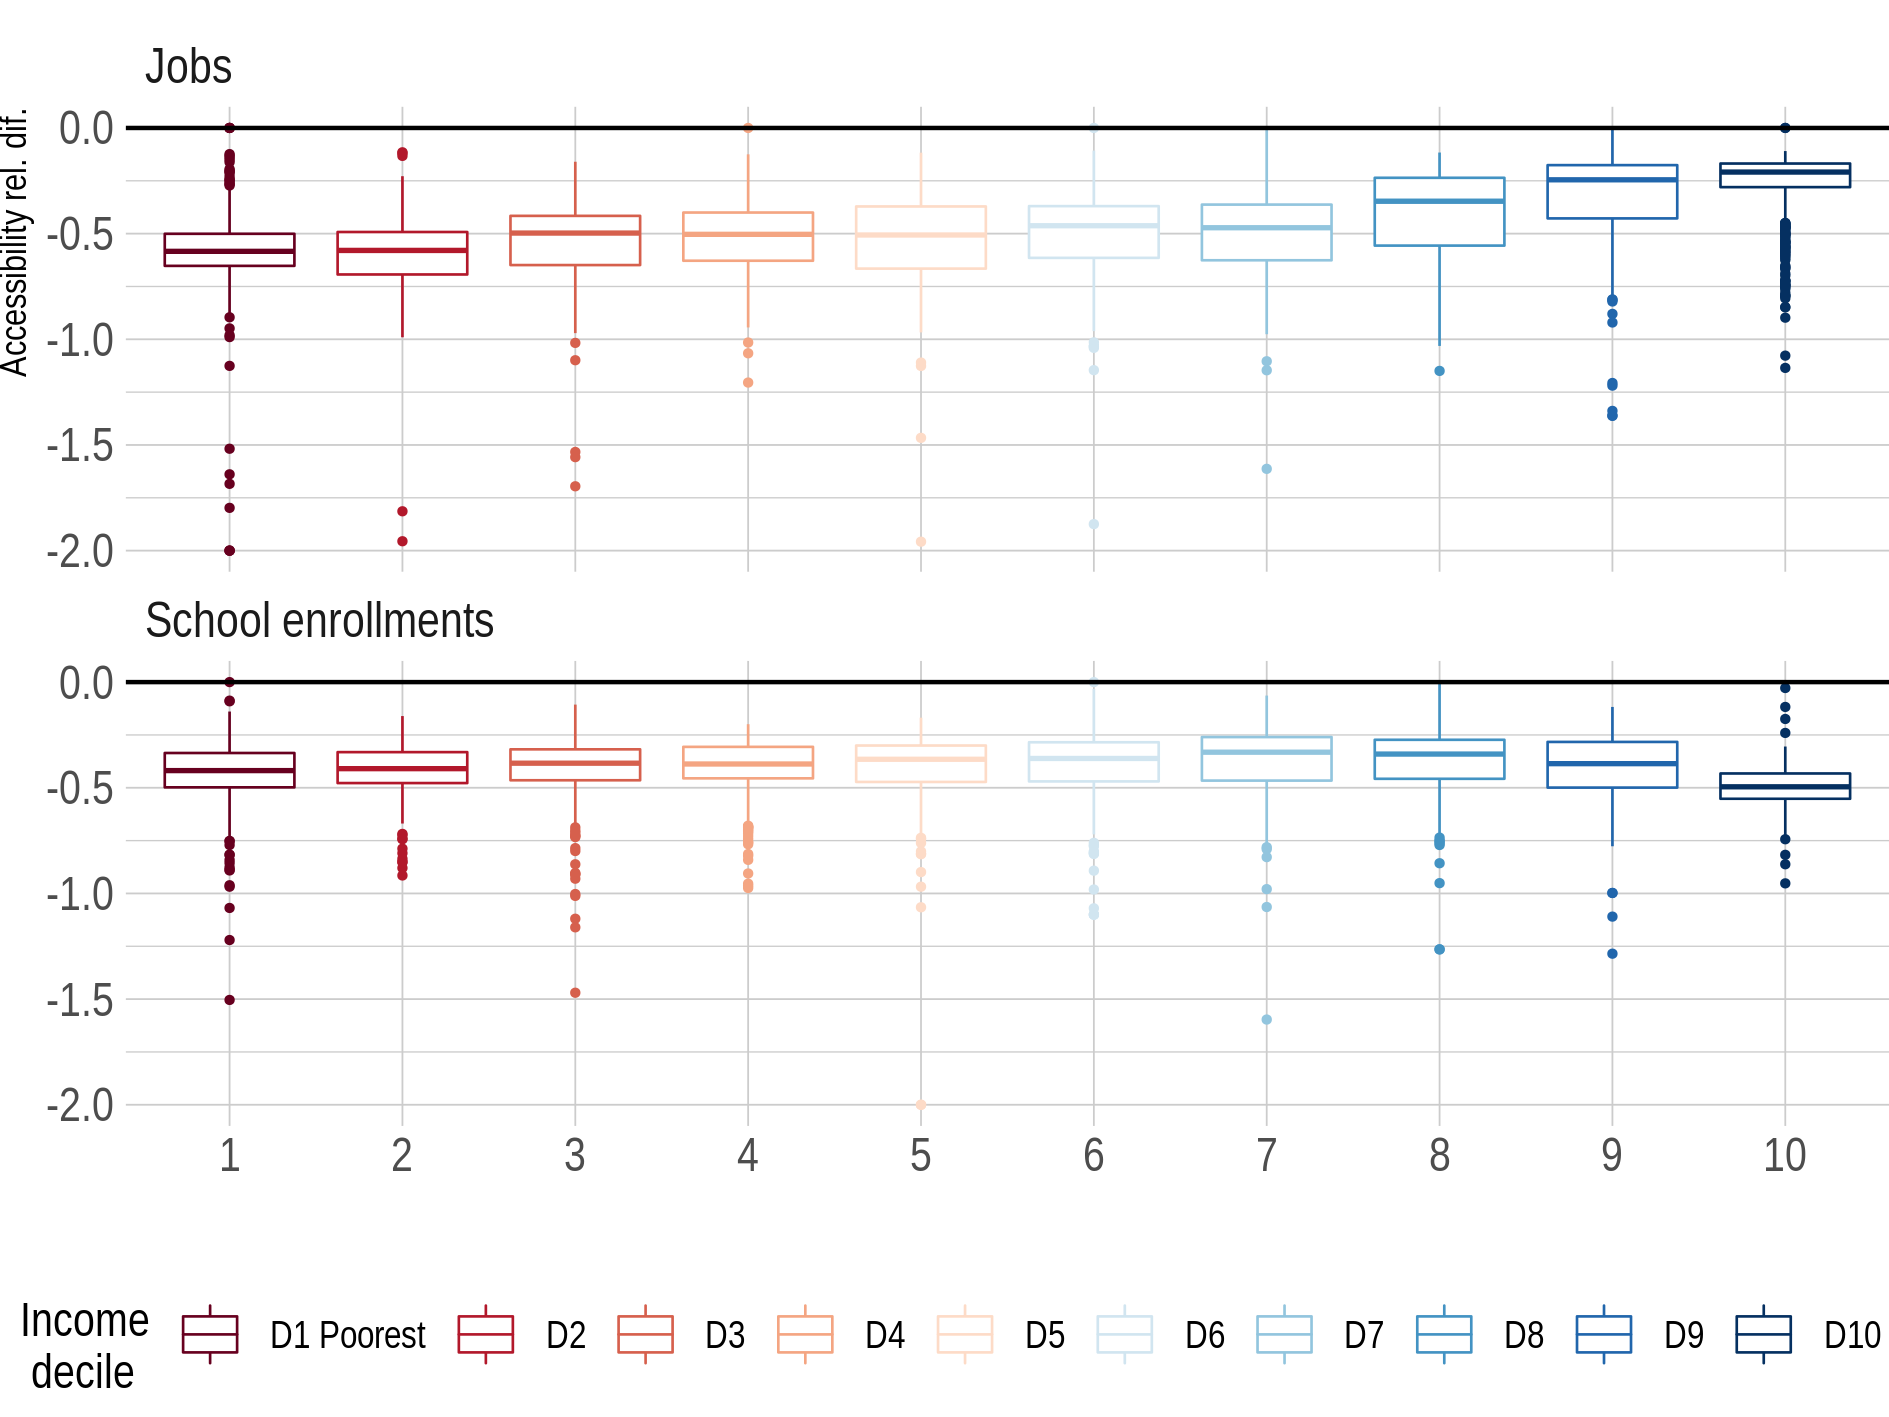 Jobs
Accessibility rel. dif.
0.0
-0.5
-1.0
-1.5
-2.0
School enrollments
0.0
-0.5
-1.0
-1.5
-2.0
1 2 3 4 5 6 7 8 9 10
Income
decile
D1 Poorest D2 D3 D4 D5 D6 D7 D8 D9 D10